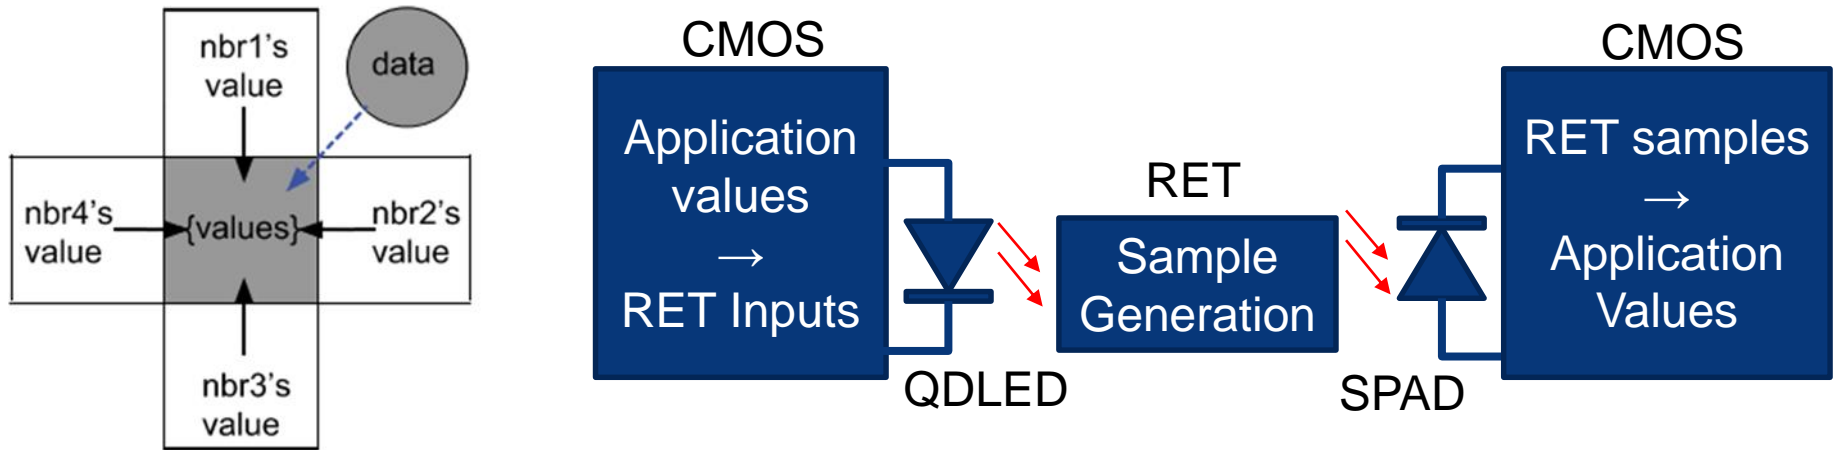 nbr1's
value
data
nbr4's
value
{values}
nbr2's
value
nbr3's
value
CMOS
Application
values
→
RET Inputs
QDLED
RET
Sample
Generation
SPAD
CMOS
RET samples
→
Application
Values